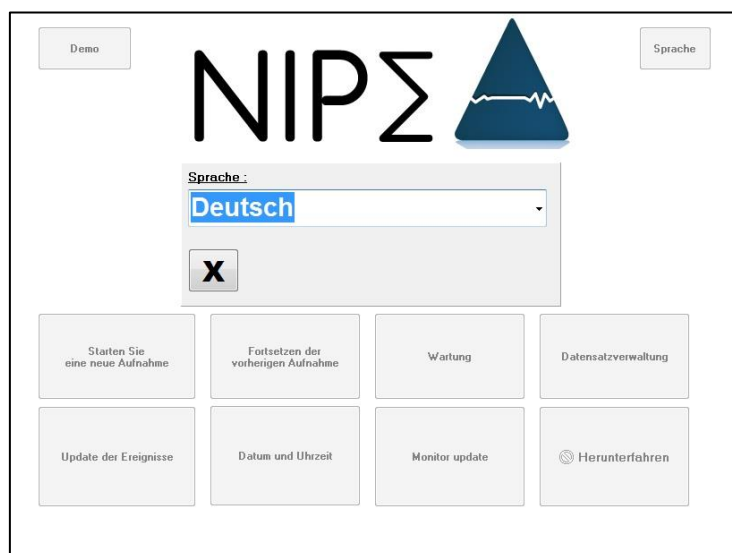 Demo
NIPΣ
Sprache
Sprache :
Deutsch
X
Starten Sie
eine neue Aufnahme
Fortsetzen der
vorherigen Aufnahme
Wartung
Datensatzverwaltung
Update der Ereignisse
Datum und Uhrzeit
Monitor update
Herunterfahren